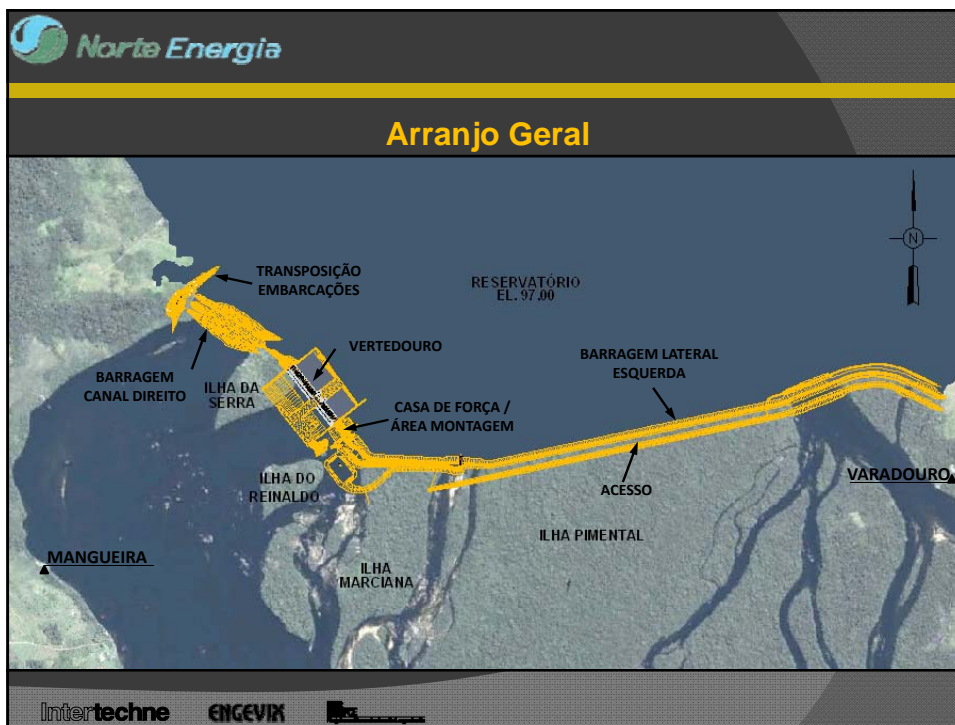 Norte Energia
Arranjo Geral
TRANSPOSIÇÃO
EMBARCAÇÕES
RESERVATÓRIO
EL. 97.00
N
VERTEDOURO
BARRAGEM LATERAL
ESQUERDA
BARRAGEM
CANAL DIREITO
ILHA DA
SERRA
CASA DE FORÇA /
ÁREA MONTAGEM
ILHA DO
REINALDO
ACESSO
VARADOURO
ILHA PIMENTAL
MANGUEIRA
ILHA
MARCIANA
Intertechne
ENGEVIX